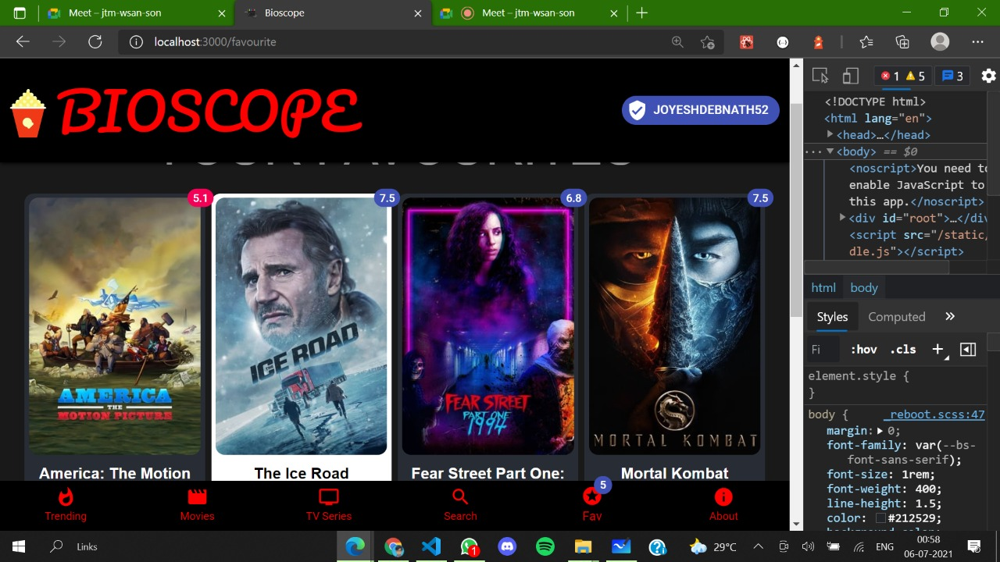 Meet – jtm-wsan-son
Bioscope
Meet – jtm-wsan-son
localhost:3000/favourite
BIOSCOPE
JOYESHDEBNATH52
YOUR FAVOURITES
5.1
7.5
6.8
7.5
AMERICA
THE
MOTION PICTURE
THE
ICE ROAD
FEAR STREET
PART ONE
1994
MORTAL KOMBAT
America: The Motion
The Ice Road
Fear Street Part One:
Mortal Kombat
Trending
Movies
TV Series
Search
5
Fav
About
1
5
3
<!DOCTYPE html>
<html lang="en">
<head>…</head>
··· <body> == $0
<noscript>You need to
enable JavaScript to
this app.</noscript>
<div id="root">…</div
<script src="/static/
dle.js"></script>
html body
Styles Computed
Fi :hov .cls
element.style {
}
body { _reboot.scss:47
margin: 0;
font-family: var(--bs-
font-sans-serif);
font-size: 1rem;
font-weight: 400;
line-height: 1.5;
color: #212529;
background-color:
Links
1
29°C
ENG
00:58
06-07-2021